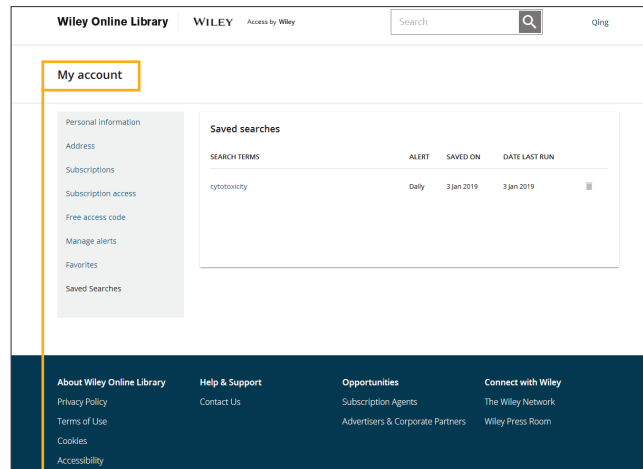 Wiley Online Library WILEY Access by Wiley Search Qing
My account
Personal information
Address
Subscriptions
Subscription access
Free access code
Manage alerts
Favorites
Saved Searches
Saved searches
SEARCH TERMS ALERT SAVED ON DATE LAST RUN
cytotoxicity Daily 3 Jan 2019 3 Jan 2019
About Wiley Online Library
Privacy Policy
Terms of Use
Cookies
Accessibility
Help & Support
Contact Us
Opportunities
Subscription Agents
Advertisers & Corporate Partners
Connect with Wiley
The Wiley Network
Wiley Press Room